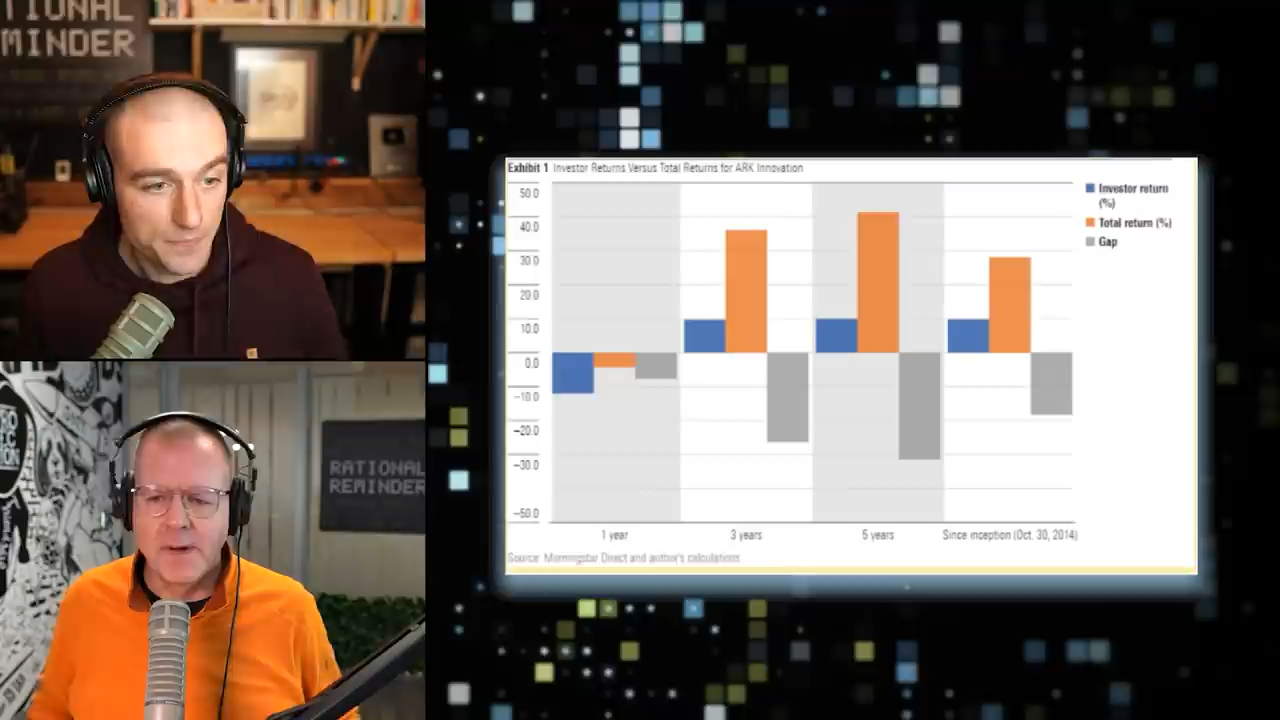 TIONAL
MINDER
RATIONAL
REMINDER
Exhibit 1 Investor Returns Versus Total Returns for ARK Innovation
50.0
40.0
30.0
20.0
10.0
0.0
-10.0
-20.0
-30.0
-50.0
Investor return
(%)
Total return (%)
Gap
1 year
3 years
5 years
Since inception (Oct. 30, 2014)
Source: Morningstar Direct and author's calculations